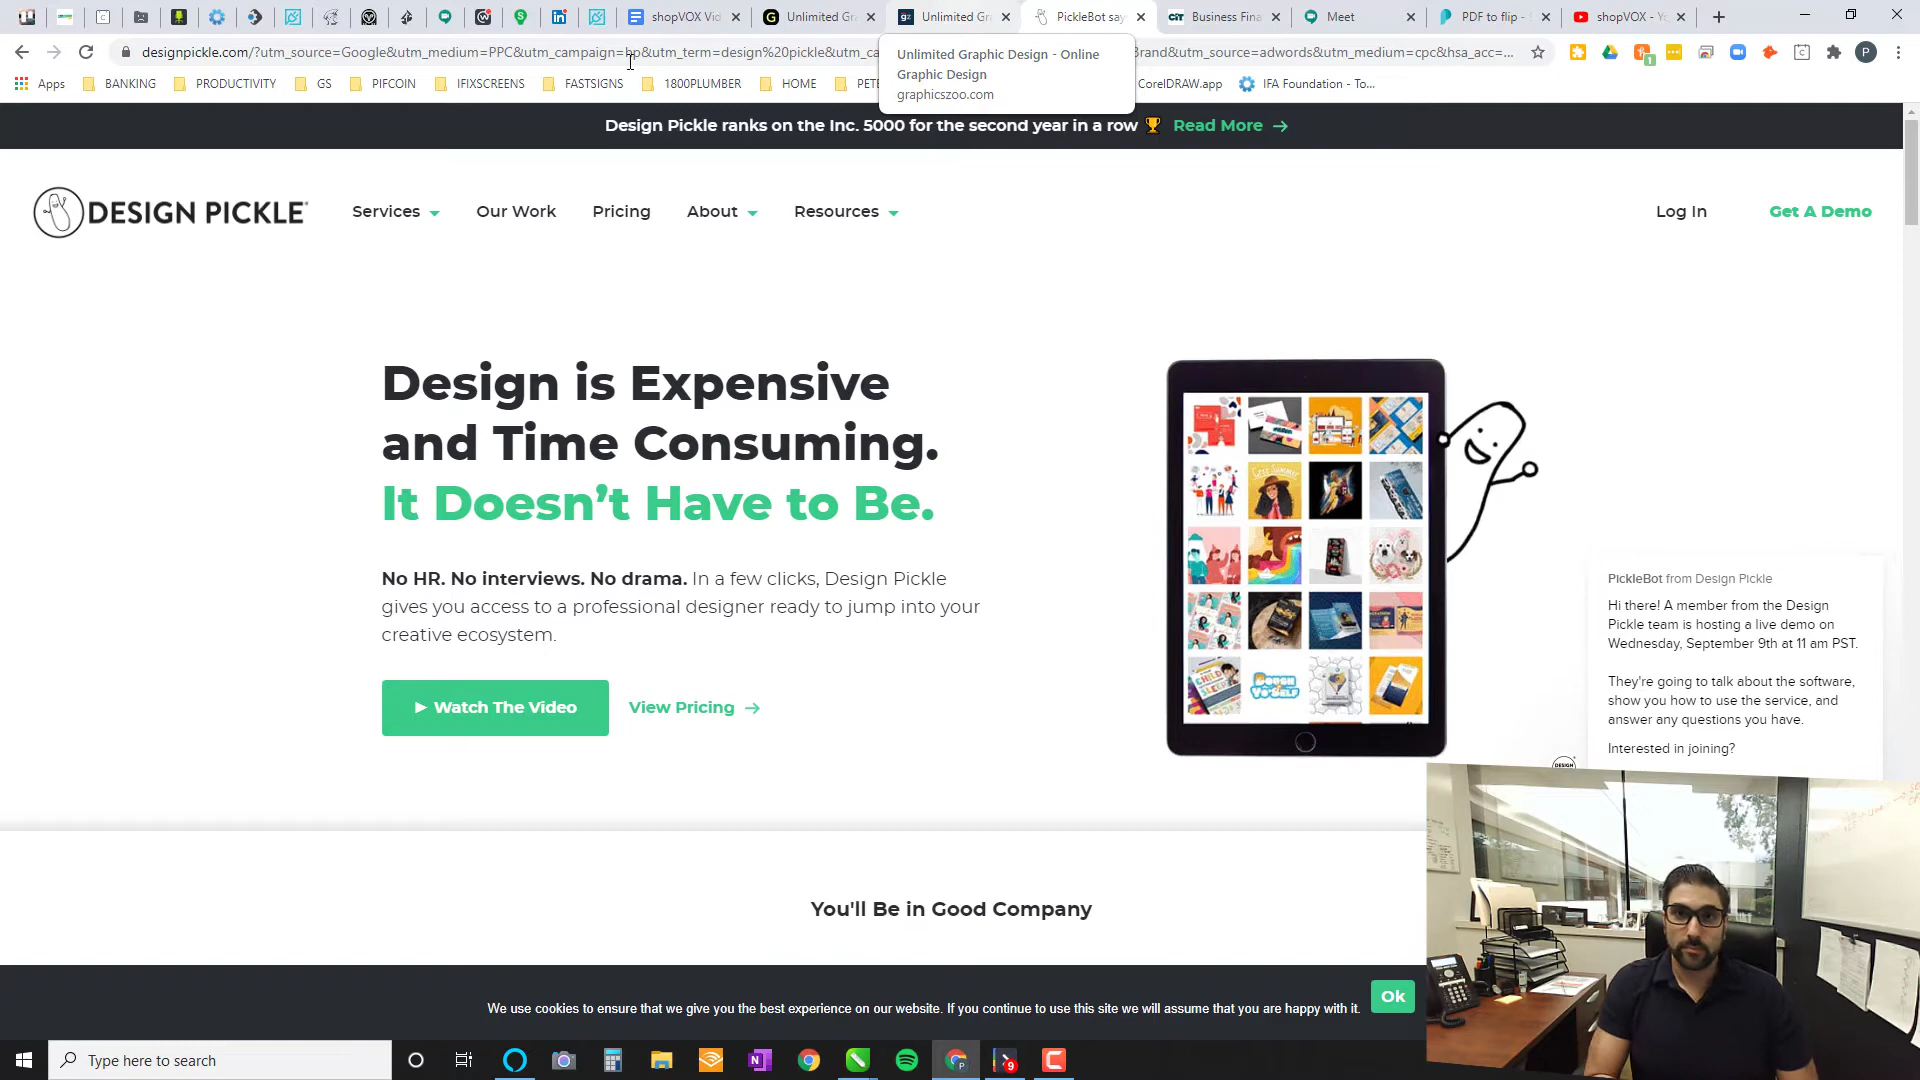 shopVOX Vid
Unlimited Gra
Unlimited Gra
PickleBot say
Business Fina
Meet
PDF to flip -
shopVOX - Yo
designpickle.com/?utm_source=Google&utm_medium=PPC&utm_campaign=hp&utm_term=design%20pickle&utm_ca
Brand&utm_source=adwords&utm_medium=cpc&hsa_acc=...
Unlimited Graphic Design - Online
Graphic Design
graphicszoo.com
Apps
BANKING
PRODUCTIVITY
GS
PIFCOIN
IFIXSCREENS
FASTSIGNS
1800PLUMBER
HOME
PETE
CorelDRAW.app
IFA Foundation - To...
Design Pickle ranks on the Inc. 5000 for the second year in a row 🏆 Read More →
DESIGN PICKLE
Services
Our Work
Pricing
About
Resources
Log In
Get A Demo
Design is Expensive
and Time Consuming.
It Doesn't Have to Be.
No HR. No interviews. No drama. In a few clicks, Design Pickle
gives you access to a professional designer ready to jump into your
creative ecosystem.
Watch The Video
View Pricing →
PickleBot from Design Pickle
Hi there! A member from the Design
Pickle team is hosting a live demo on
Wednesday, September 9th at 11 am PST.
They're going to talk about the software,
show you how to use the service, and
answer any questions you have.
Interested in joining?
You'll Be in Good Company
We use cookies to ensure that we give you the best experience on our website. If you continue to use this site we will assume that you are happy with it.
Ok
Type here to search